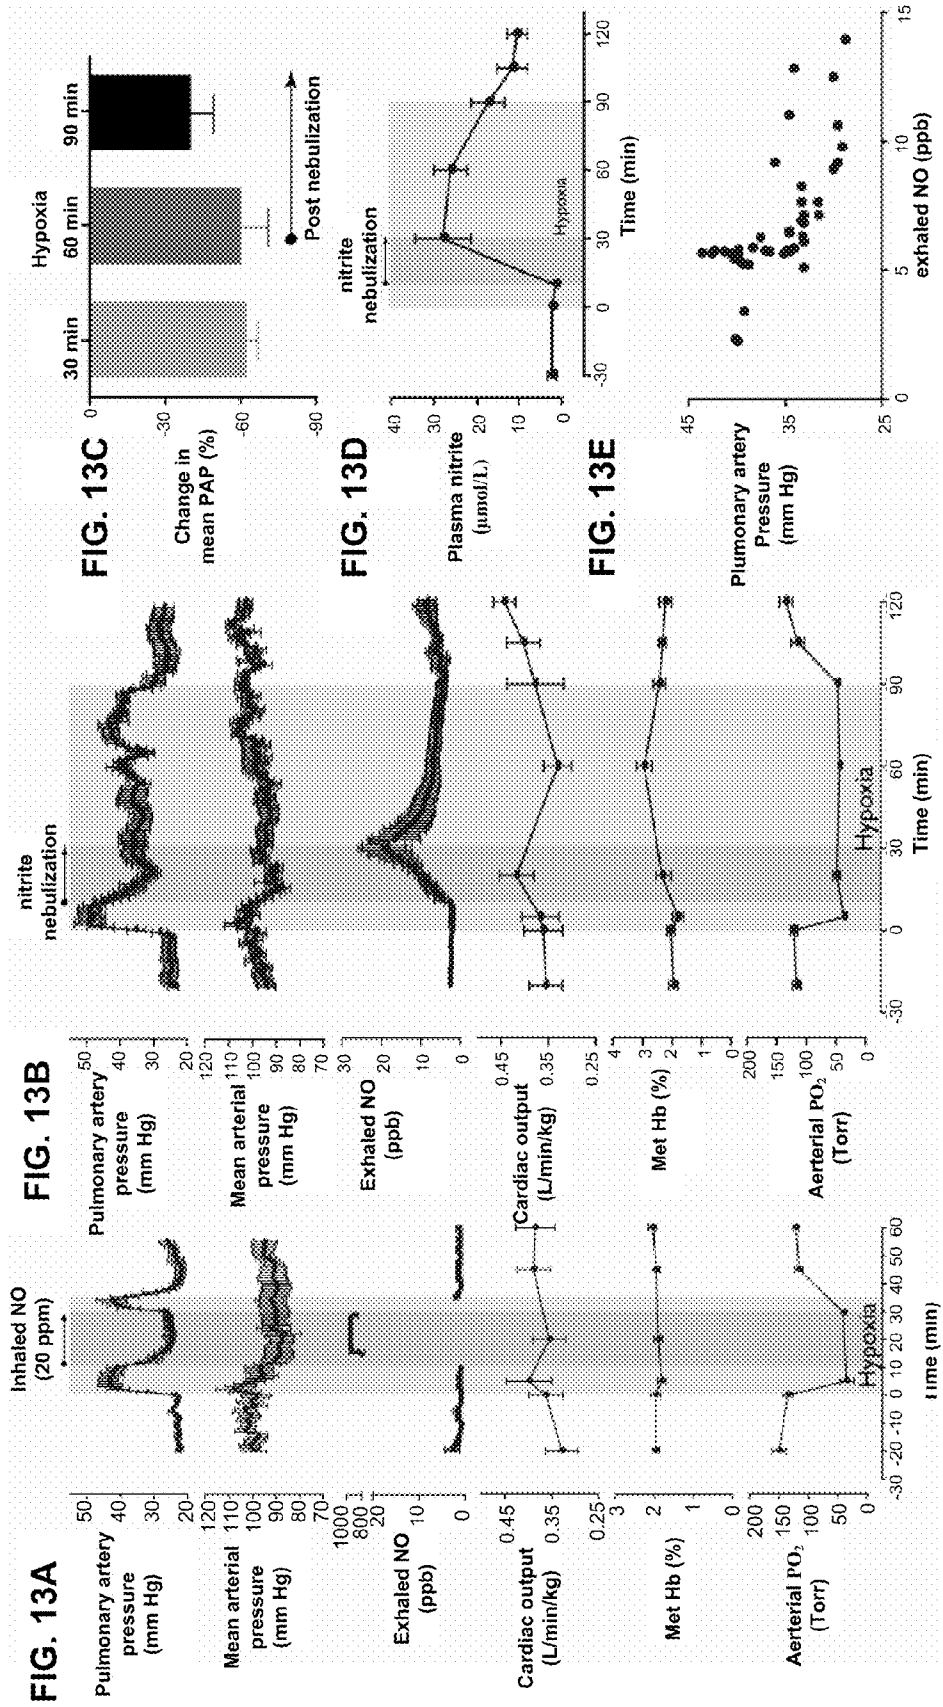 FIG. 13A
Inhaled NO
(20 ppm)
Pulmonary artery
pressure
(mm Hg)
50
40
30
20
Mean arterial
pressure
(mm Hg)
120
110
100
90
80
70
Exhaled NO
(ppb)
1000
800
20
10
0
Cardiac output
(L/min/kg)
0.45
0.35
0.25
Met Hb (%)
3
2
1
0
Aerterial PO2
(Torr)
200
150
100
50
0
Hypoxia
-30 -20 -10 0 10 20 30 40 50 60
Time (min)
FIG. 13B
nitrite
nebulization
Pulmonary artery
pressure
(mm Hg)
50
40
30
20
Mean arterial
pressure
(mm Hg)
120
110
100
90
80
70
Exhaled NO
(ppb)
30
20
10
0
Cardiac output
(L/min/kg)
0.45
0.35
0.25
Met Hb (%)
4
3
2
1
0
Aerterial PO2
(Torr)
200
150
100
50
0
Hypoxia
-30 0 30 60 90 120
Time (min)
FIG. 13C
Hypoxia
30 min 60 min 90 min
Change in
mean PAP (%)
0
-30
-60
-90
Post nebulization
FIG. 13D
nitrite
nebulization
Plasma nitrite
(µmol/L)
40
30
20
10
0
Hypoxia
-30 0 30 60 90 120
Time (min)
FIG. 13E
Plumonary artery
Pressure
(mm Hg)
45
35
25
0 5 10 15
exhaled NO (ppb)